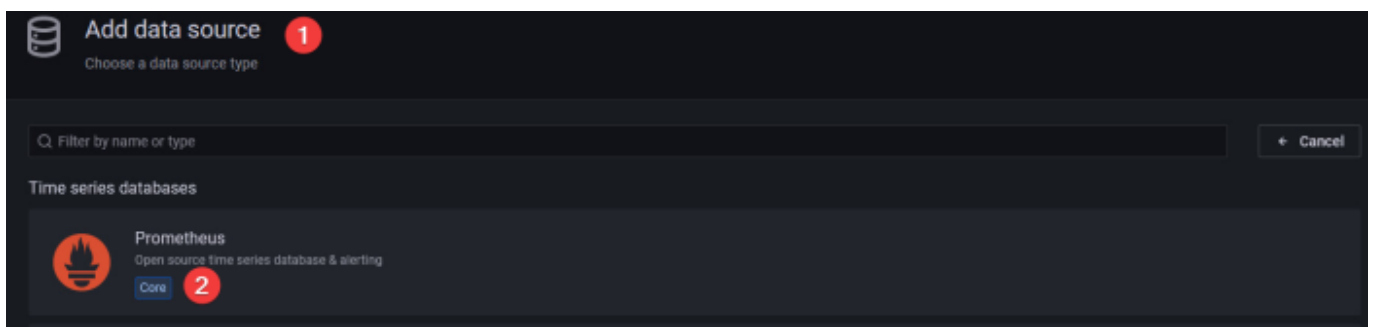 Add data source
1
Choose a data source type
Filter by name or type
← Cancel
Time series databases
Prometheus
Open source time series database & alerting
Core
2